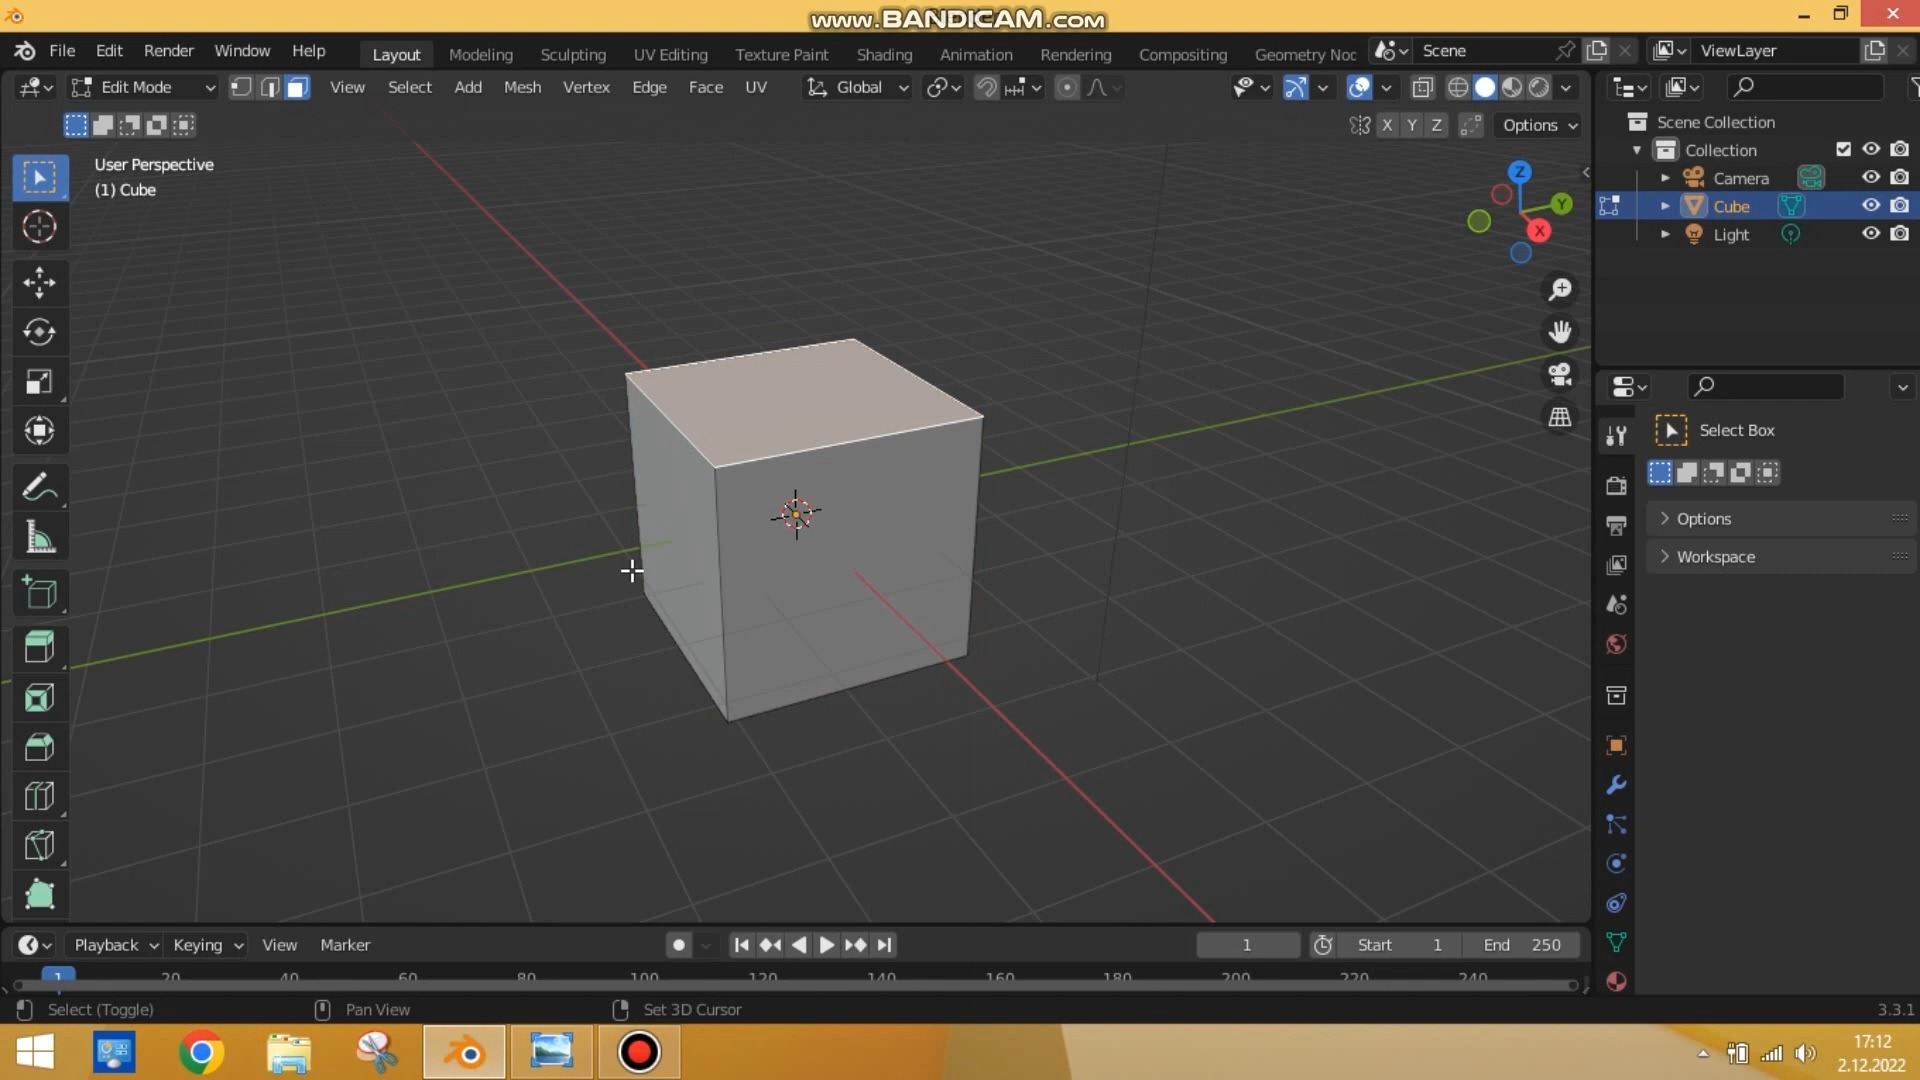 www.BANDICAM.com
File Edit Render Window Help Layout Modeling Sculpting UV Editing Texture Paint Shading Animation Rendering Compositing Geometry Noc Scene ViewLayer
Edit Mode View Select Add Mesh Vertex Edge Face UV Global
X Y Z Options
User Perspective
(1) Cube
Z
Y
X
Scene Collection
Collection
Camera
Cube
Light
Select Box
Options
Workspace
Playback Keying View Marker 1 Start 1 End 250
1 20 40 60 80 100 120 140 160 180 200 220 240
Select (Toggle) Pan View Set 3D Cursor 3.3.1
17:12
2.12.2022